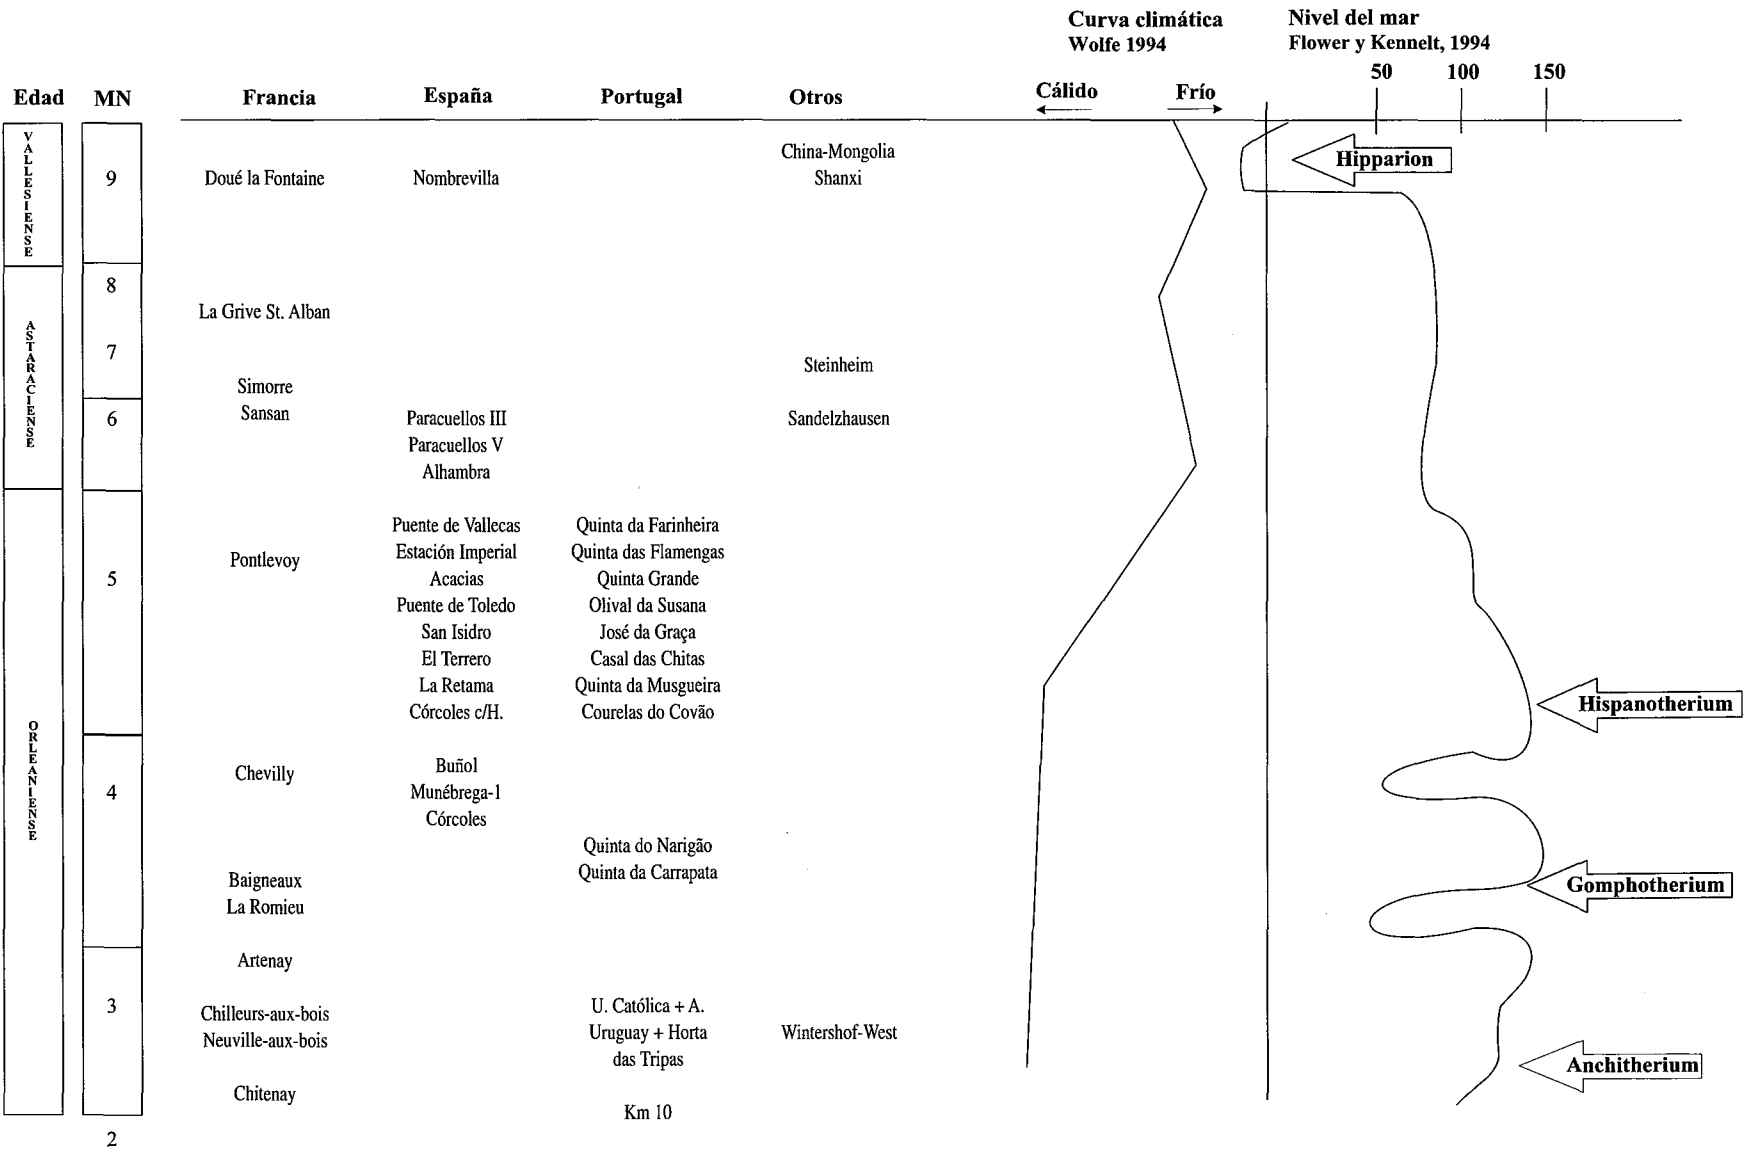 Curva climática
Wolfe 1994
Nivel del mar
Flower y Kennelt, 1994
50 100 150
Edad MN Francia España Portugal Otros Cálido Frío
VALLESIENSE
9
Doué la Fontaine
Nombrevilla
China-Mongolia
Shanxi
Hipparion
ASTARACIENSE
8
La Grive St. Alban
7
Steinheim
Simorre
6
Sansan
Paracuellos III
Paracuellos V
Alhambra
Sandelzhausen
ORLEANIENSE
5
Pontlevoy
Puente de Vallecas
Estación Imperial
Acacias
Puente de Toledo
San Isidro
El Terrero
La Retama
Córcoles c/H.
Quinta da Farinheira
Quinta das Flamengas
Quinta Grande
Olival da Susana
José da Graça
Casal das Chitas
Quinta da Musgueira
Courelas do Covão
Hispanotherium
4
Chevilly
Buñol
Munébrega-1
Córcoles
Quinta do Narigão
Quinta da Carrapata
Baigneaux
La Romieu
Gomphotherium
3
Artenay
Chilleurs-aux-bois
Neuville-aux-bois
U. Católica + A.
Uruguay + Horta
das Tripas
Wintershof-West
Anchitherium
Chitenay
Km 10
2